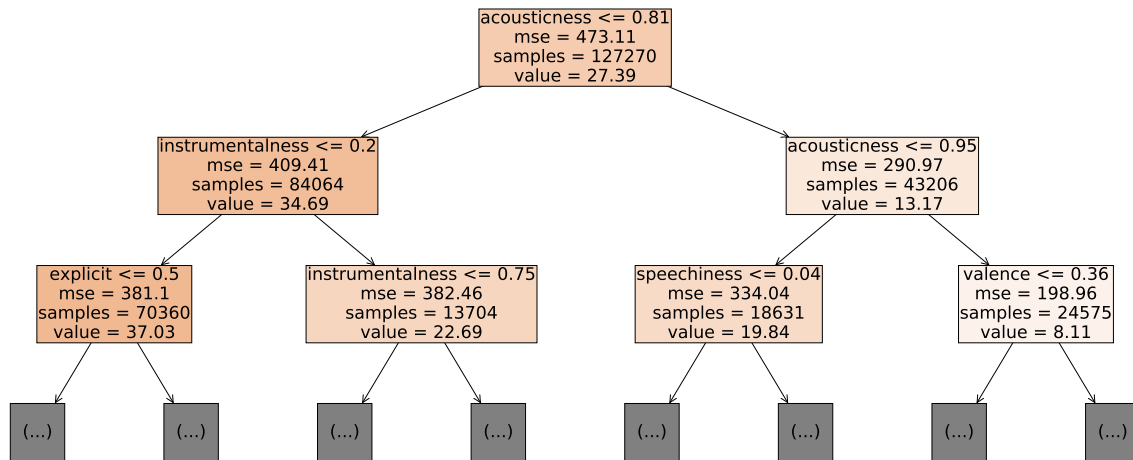 acousticness <= 0.81
mse = 473.11
samples = 127270
value = 27.39
instrumentalness <= 0.2
mse = 409.41
samples = 84064
value = 34.69
acousticness <= 0.95
mse = 290.97
samples = 43206
value = 13.17
explicit <= 0.5
mse = 381.1
samples = 70360
value = 37.03
instrumentalness <= 0.75
mse = 382.46
samples = 13704
value = 22.69
speechiness <= 0.04
mse = 334.04
samples = 18631
value = 19.84
valence <= 0.36
mse = 198.96
samples = 24575
value = 8.11
(...)
(...)
(...)
(...)
(...)
(...)
(...)
(...)